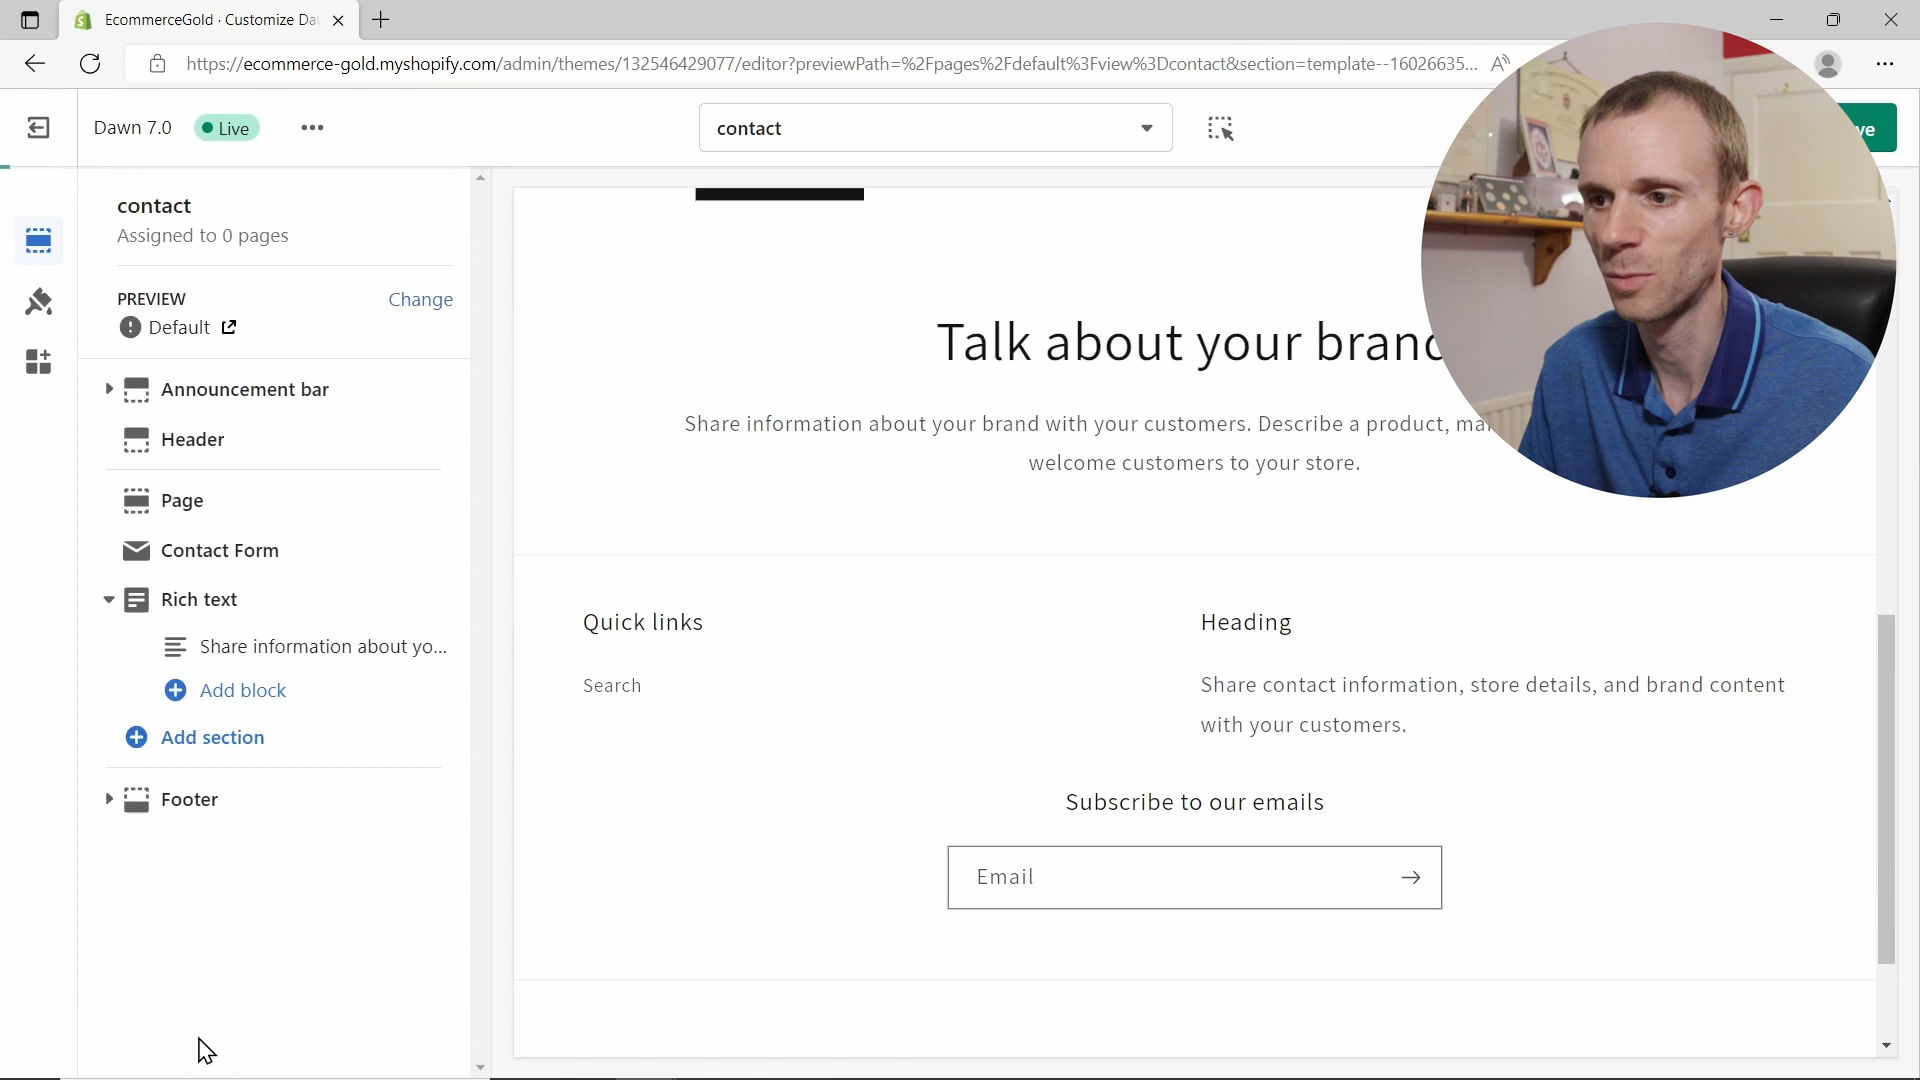 EcommerceGold · Customize Da
https://ecommerce-gold.myshopify.com/admin/themes/132546429077/editor?previewPath=%2Fpages%2Fdefault%3Fview%3Dcontact&section=template--16026635...
Dawn 7.0
Live
contact
ve
contact
Assigned to 0 pages
PREVIEW
Change
Default
Announcement bar
Header
Page
Contact Form
Rich text
Share information about yo...
Add block
Add section
Footer
Talk about your brand
Share information about your brand with your customers. Describe a product, ma
welcome customers to your store.
Quick links
Search
Heading
Share contact information, store details, and brand content
with your customers.
Subscribe to our emails
Email